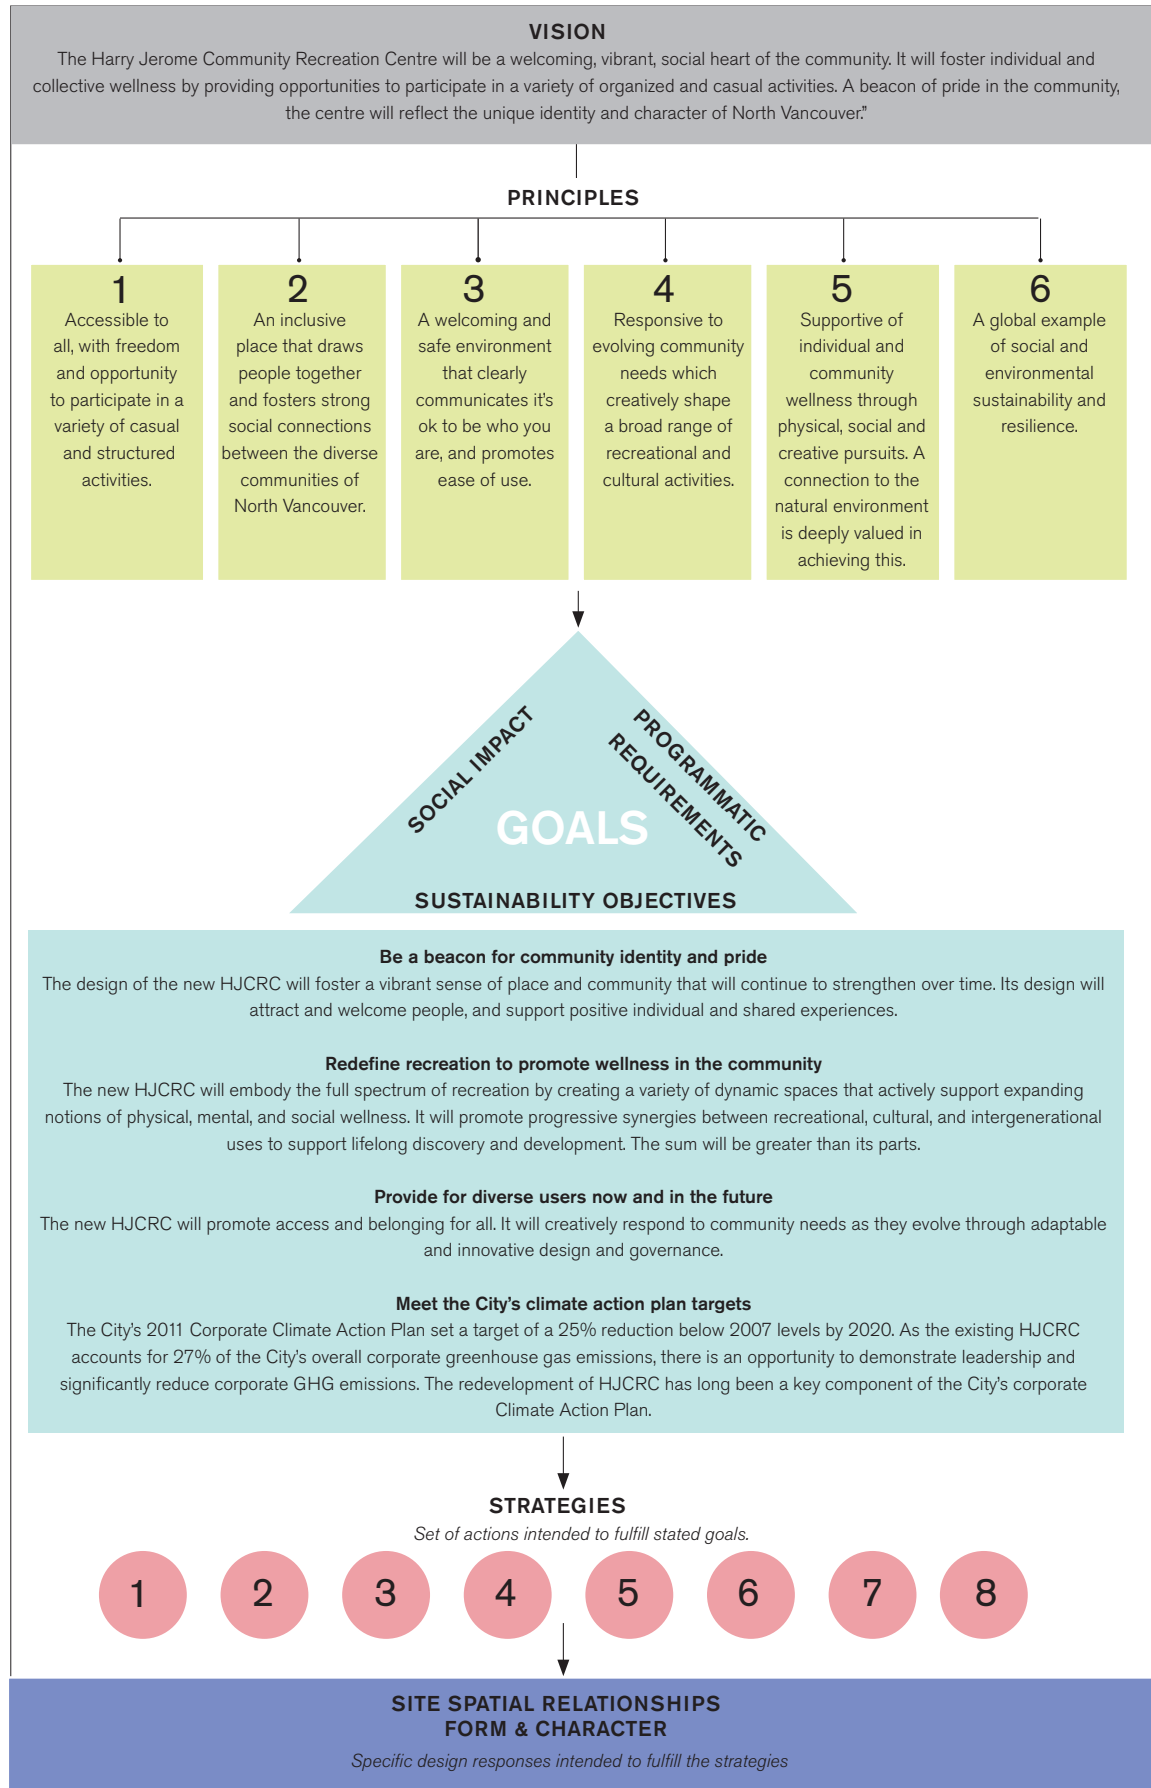 VISION
The Harry Jerome Community Recreation Centre will be a welcoming, vibrant, social heart of the community. It will foster individual and
collective wellness by providing opportunities to participate in a variety of organized and casual activities. A beacon of pride in the community,
the centre will reflect the unique identity and character of North Vancouver.”
PRINCIPLES
1
Accessible to
all, with freedom
and opportunity
to participate in a
variety of casual
and structured
activities.
2
An inclusive
place that draws
people together
and fosters strong
social connections
between the diverse
communities of
North Vancouver.
3
A welcoming and
safe environment
that clearly
communicates it’s
ok to be who you
are, and promotes
ease of use.
4
Responsive to
evolving community
needs which
creatively shape
a broad range of
recreational and
cultural activities.
5
Supportive of
individual and
community
wellness through
physical, social and
creative pursuits. A
connection to the
natural environment
is deeply valued in
achieving this.
6
A global example
of social and
environmental
sustainability and
resilience.
SOCIAL IMPACT
PROGRAMMATIC
REQUIREMENTS
GOALS
SUSTAINABILITY OBJECTIVES
Be a beacon for community identity and pride
The design of the new HJCRC will foster a vibrant sense of place and community that will continue to strengthen over time. Its design will
attract and welcome people, and support positive individual and shared experiences.
Redefine recreation to promote wellness in the community
The new HJCRC will embody the full spectrum of recreation by creating a variety of dynamic spaces that actively support expanding
notions of physical, mental, and social wellness. It will promote progressive synergies between recreational, cultural, and intergenerational
uses to support lifelong discovery and development. The sum will be greater than its parts.
Provide for diverse users now and in the future
The new HJCRC will promote access and belonging for all. It will creatively respond to community needs as they evolve through adaptable
and innovative design and governance.
Meet the City’s climate action plan targets
The City’s 2011 Corporate Climate Action Plan set a target of a 25% reduction below 2007 levels by 2020. As the existing HJCRC
accounts for 27% of the City’s overall corporate greenhouse gas emissions, there is an opportunity to demonstrate leadership and
significantly reduce corporate GHG emissions. The redevelopment of HJCRC has long been a key component of the City’s corporate
Climate Action Plan.
STRATEGIES
Set of actions intended to fulfill stated goals.
1 2 3 4 5 6 7 8
SITE SPATIAL RELATIONSHIPS
FORM & CHARACTER
Specific design responses intended to fulfill the strategies